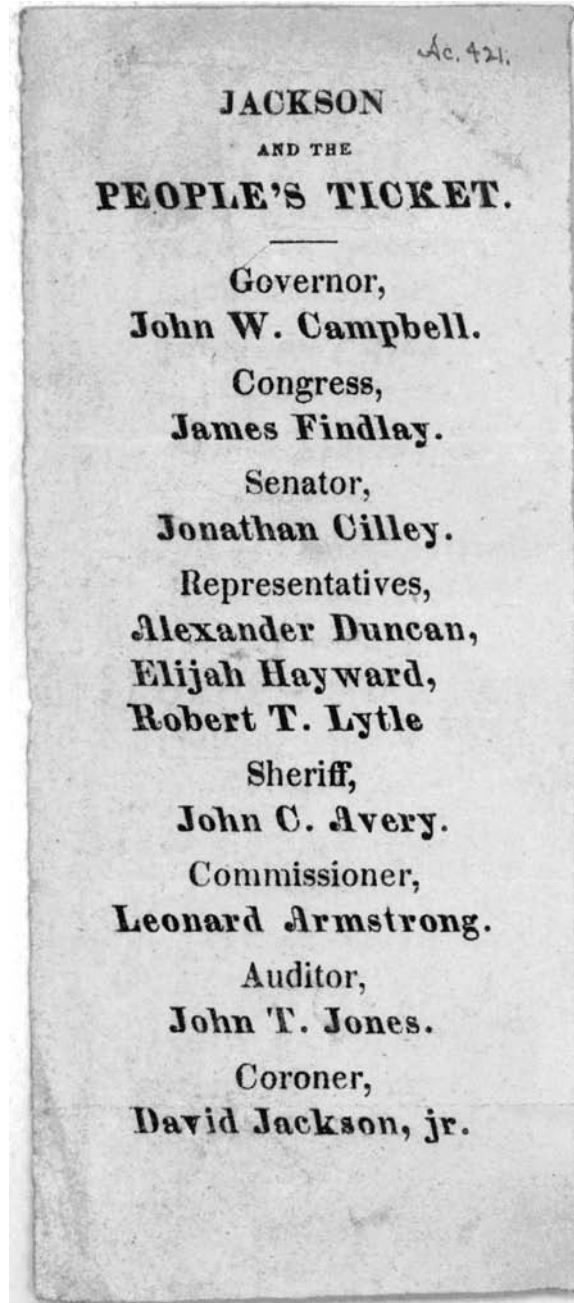 Ac. 421.
JACKSON
AND THE
PEOPLE'S TICKET.
Governor,
John W. Campbell.
Congress,
James Findlay.
Senator,
Jonathan Cilley.
Representatives,
Alexander Duncan,
Elijah Hayward,
Robert T. Lytle
Sheriff,
John C. Avery.
Commissioner,
Leonard Armstrong.
Auditor,
John T. Jones.
Coroner,
David Jackson, jr.